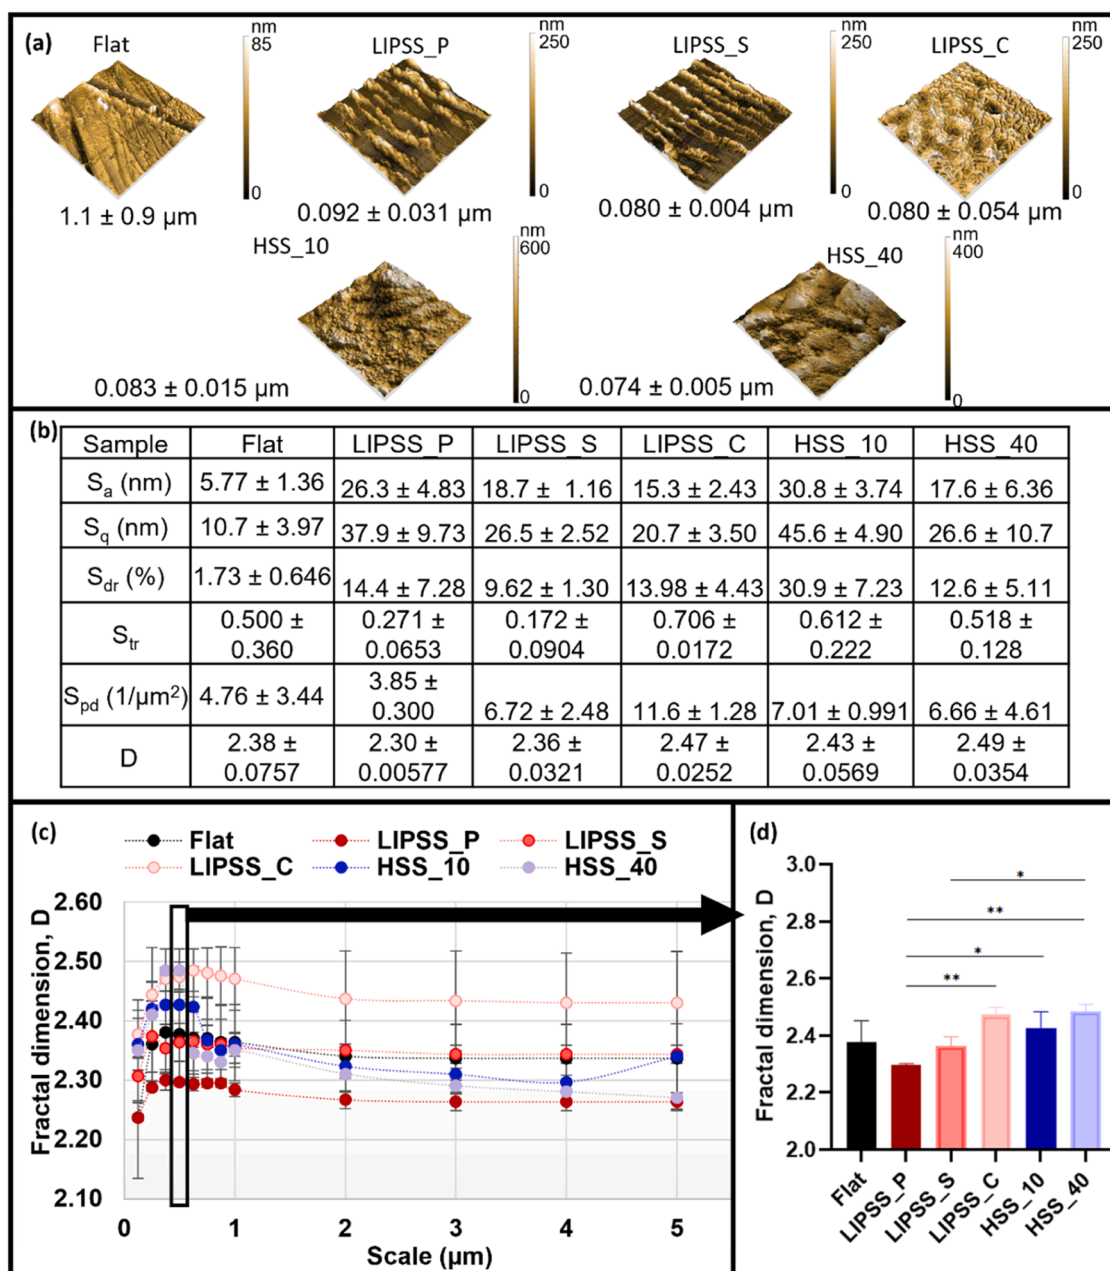 (a)
Flat
nm
85
0
1.1 ± 0.9 µm
LIPSS_P
nm
250
0
0.092 ± 0.031 µm
LIPSS_S
nm
250
0
0.080 ± 0.004 µm
LIPSS_C
nm
250
0
0.080 ± 0.054 µm
HSS_10
nm
600
0
0.083 ± 0.015 µm
HSS_40
nm
400
0
0.074 ± 0.005 µm
(b)
Sample Flat LIPSS_P LIPSS_S LIPSS_C HSS_10 HSS_40
Sa (nm) 5.77 ± 1.36 26.3 ± 4.83 18.7 ± 1.16 15.3 ± 2.43 30.8 ± 3.74 17.6 ± 6.36
Sq (nm) 10.7 ± 3.97 37.9 ± 9.73 26.5 ± 2.52 20.7 ± 3.50 45.6 ± 4.90 26.6 ± 10.7
Sdr (%) 1.73 ± 0.646 14.4 ± 7.28 9.62 ± 1.30 13.98 ± 4.43 30.9 ± 7.23 12.6 ± 5.11
Str 0.500 ± 0.360 0.271 ± 0.0653 0.172 ± 0.0904 0.706 ± 0.0172 0.612 ± 0.222 0.518 ± 0.128
Spd (1/µm²) 4.76 ± 3.44 3.85 ± 0.300 6.72 ± 2.48 11.6 ± 1.28 7.01 ± 0.991 6.66 ± 4.61
D 2.38 ± 0.0757 2.30 ± 0.00577 2.36 ± 0.0321 2.47 ± 0.0252 2.43 ± 0.0569 2.49 ± 0.0354
(c)
Flat LIPSS_P LIPSS_S
LIPSS_C HSS_10 HSS_40
Fractal dimension, D
2.60
2.50
2.40
2.30
2.20
2.10
0 1 2 3 4 5
Scale (µm)
(d)
Fractal dimension, D
3.0
2.8
2.6
2.4
2.2
2.0
*
**
*
**
Flat
LIPSS_P
LIPSS_S
LIPSS_C
HSS_10
HSS_40